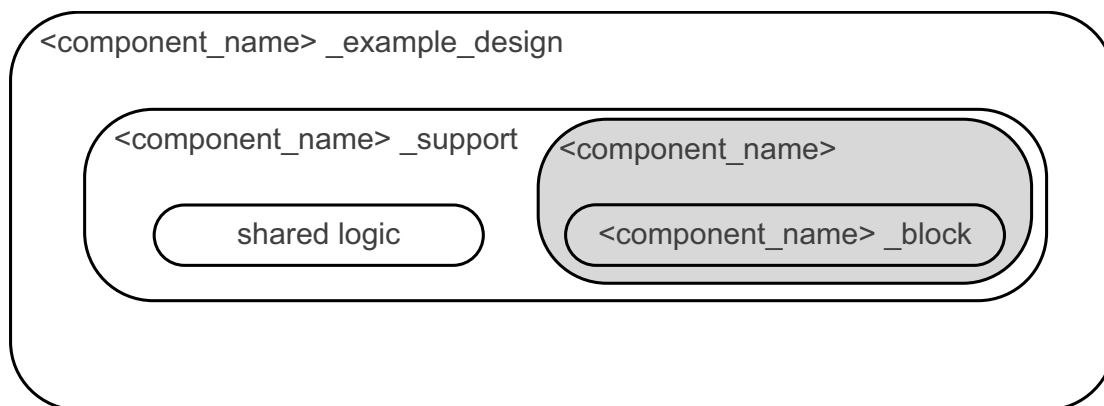 <component_name> _example_design
<component_name> _support
<component_name>
shared logic
<component_name> _block